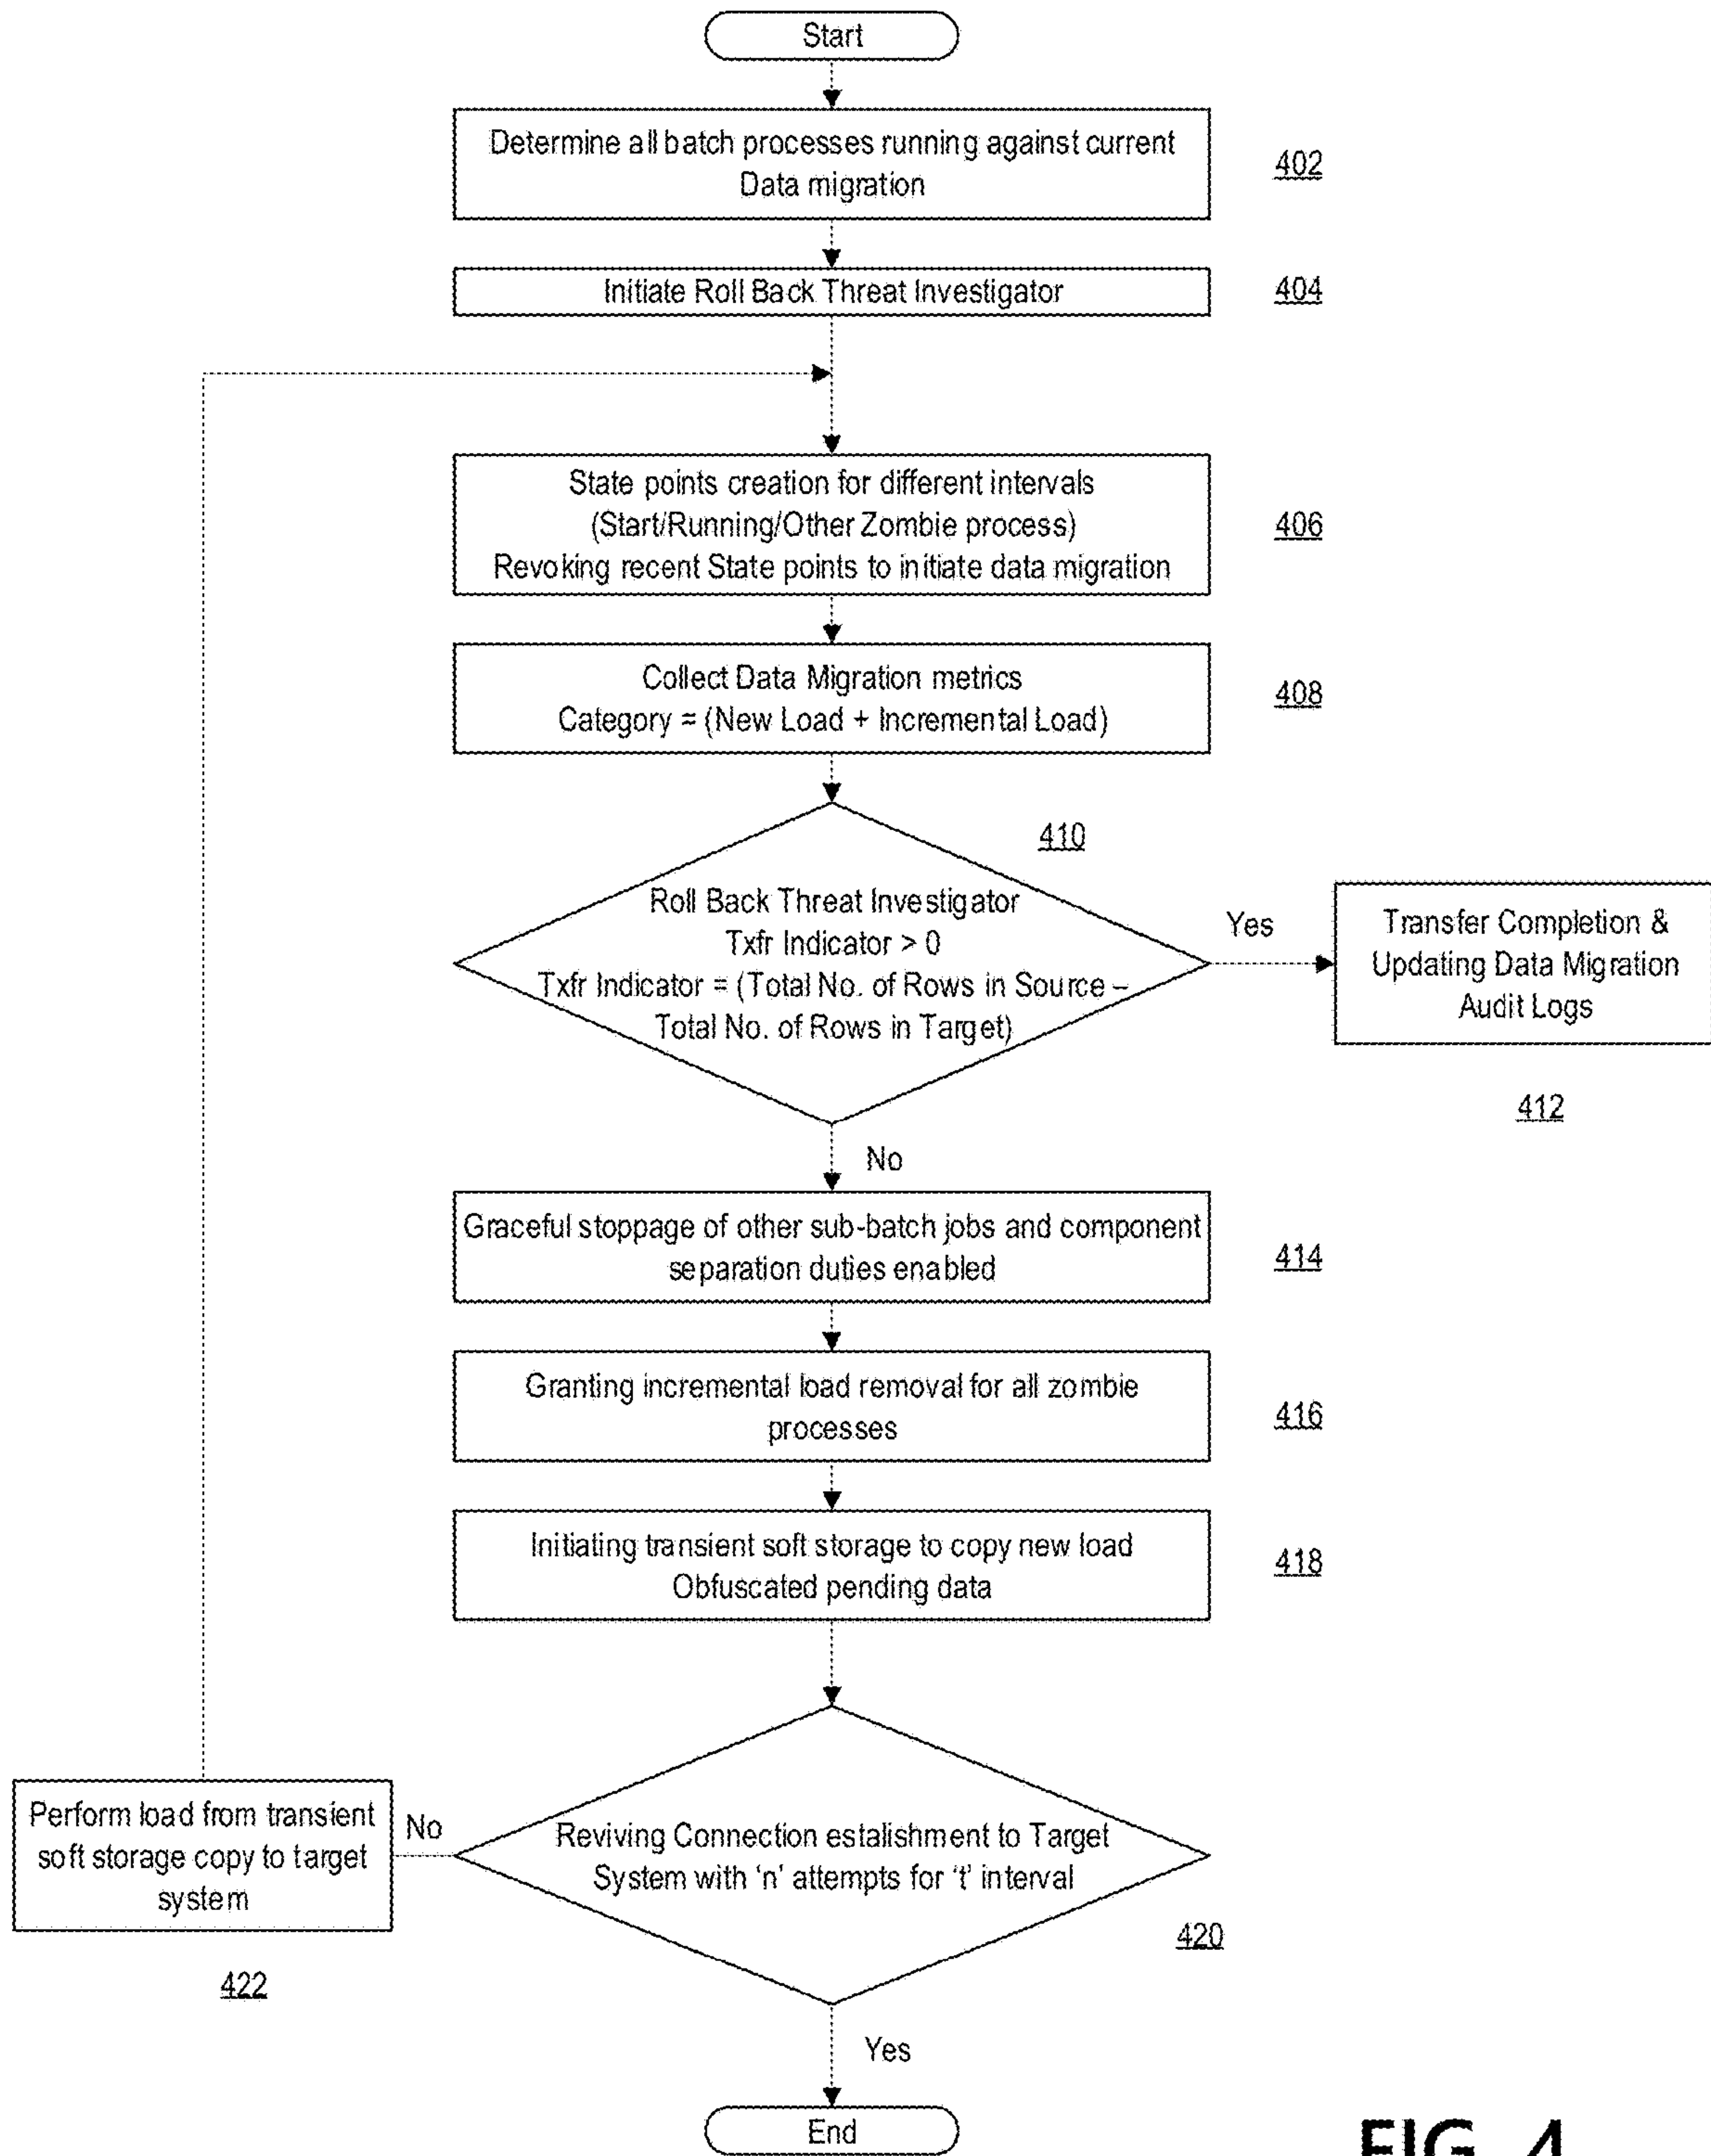 Start
Determine all batch processes running against current
Data migration
402
Initiate Roll Back Threat Investigator
404
State points creation for different intervals
(Start/Running/Other Zombie process)
Revoking recent State points to initiate data migration
406
Collect Data Migration metrics
Category = (New Load + Incremental Load)
408
410
Roll Back Threat Investigator
Txfr Indicator > 0
Txfr Indicator = (Total No. of Rows in Source –
Total No. of Rows in Target)
Yes
Transfer Completion &
Updating Data Migration
Audit Logs
412
No
Graceful stoppage of other sub-batch jobs and component
separation duties enabled
414
Granting incremental load removal for all zombie
processes
416
Initiating transient soft storage to copy new load
Obfuscated pending data
418
Perform load from transient
soft storage copy to target
system
422
No
Reviving Connection estalishment to Target
System with ‘n’ attempts for ‘t’ interval
420
Yes
End
FIG. 4